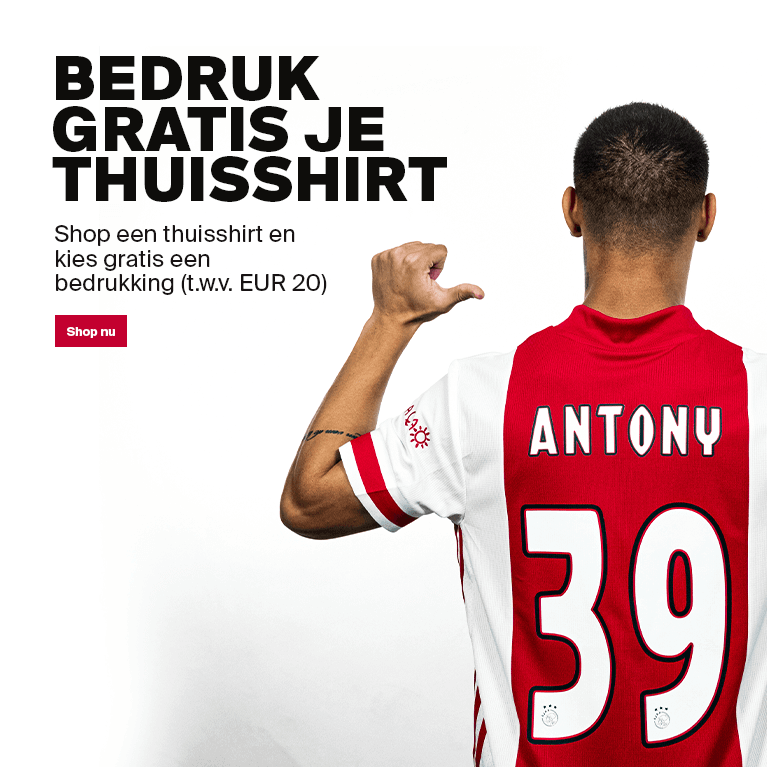 BEDRUK
GRATIS JE
THUISSHIRT
Shop een thuisshirt en
kies gratis een
bedrukking (t.w.v. EUR 20)
Shop nu
ANTONY
39